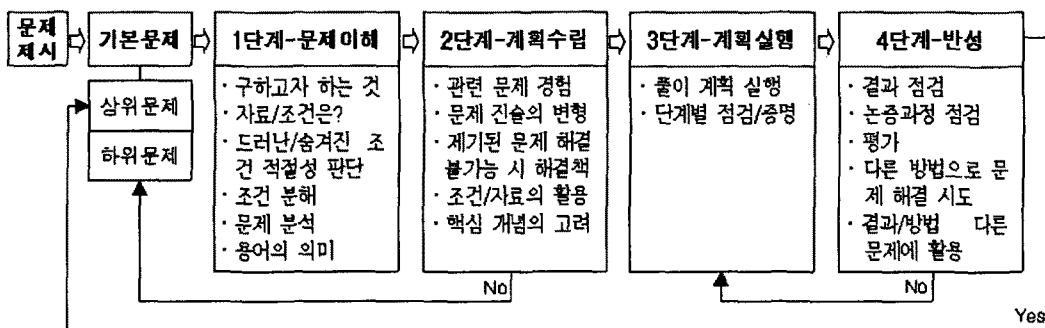 문제
제시
기본문제
상위문제
하위문제
1단계-문제이해
· 구하고자 하는 것
· 자료/조건은?
· 드러난/숨겨진 조
건 적절성 판단
· 조건 분해
· 문제 분석
· 용어의 의미
2단계-계획수립
· 관련 문제 경험
· 문제 진술의 변형
· 제기된 문제 해결
불가능 시 해결책
· 조건/자료의 활용
· 핵심 개념의 고려
No
3단계-계획실행
· 풀이 계획 실행
· 단계별 점검/증명
4단계-반성
· 결과 점검
· 논증과정 점검
· 평가
· 다른 방법으로 문
제 해결 시도
· 결과/방법 다른
문제에 활용
No
Yes